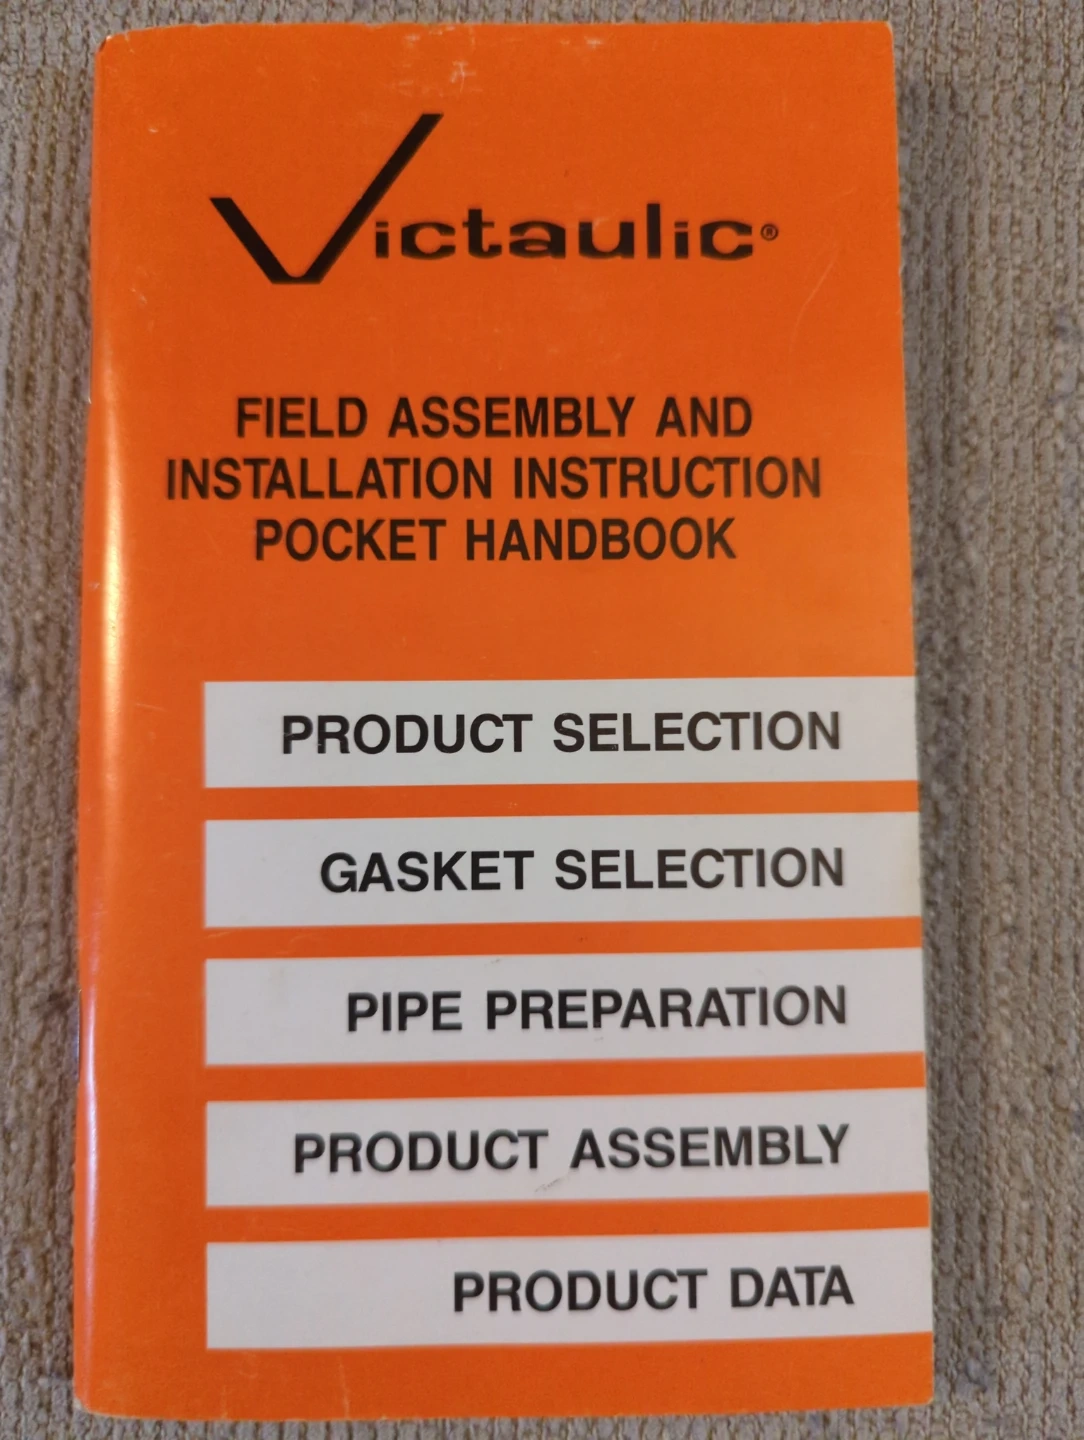 Victaulic®
FIELD ASSEMBLY AND
INSTALLATION INSTRUCTION
POCKET HANDBOOK
PRODUCT SELECTION
GASKET SELECTION
PIPE PREPARATION
PRODUCT ASSEMBLY
PRODUCT DATA